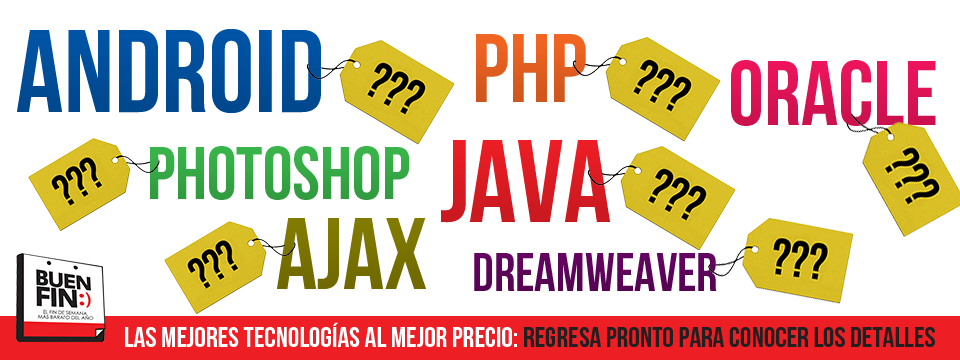 ANDROID
???
PHP
???
ORACLE
???
???
PHOTOSHOP
JAVA
???
???
AJAX
DREAMWEAVER
???
BUEN
FIN:)
EL FIN DE SEMANA
MÁS BARATO DEL AÑO
LAS MEJORES TECNOLOGÍAS AL MEJOR PRECIO: REGRESA PRONTO PARA CONOCER LOS DETALLES